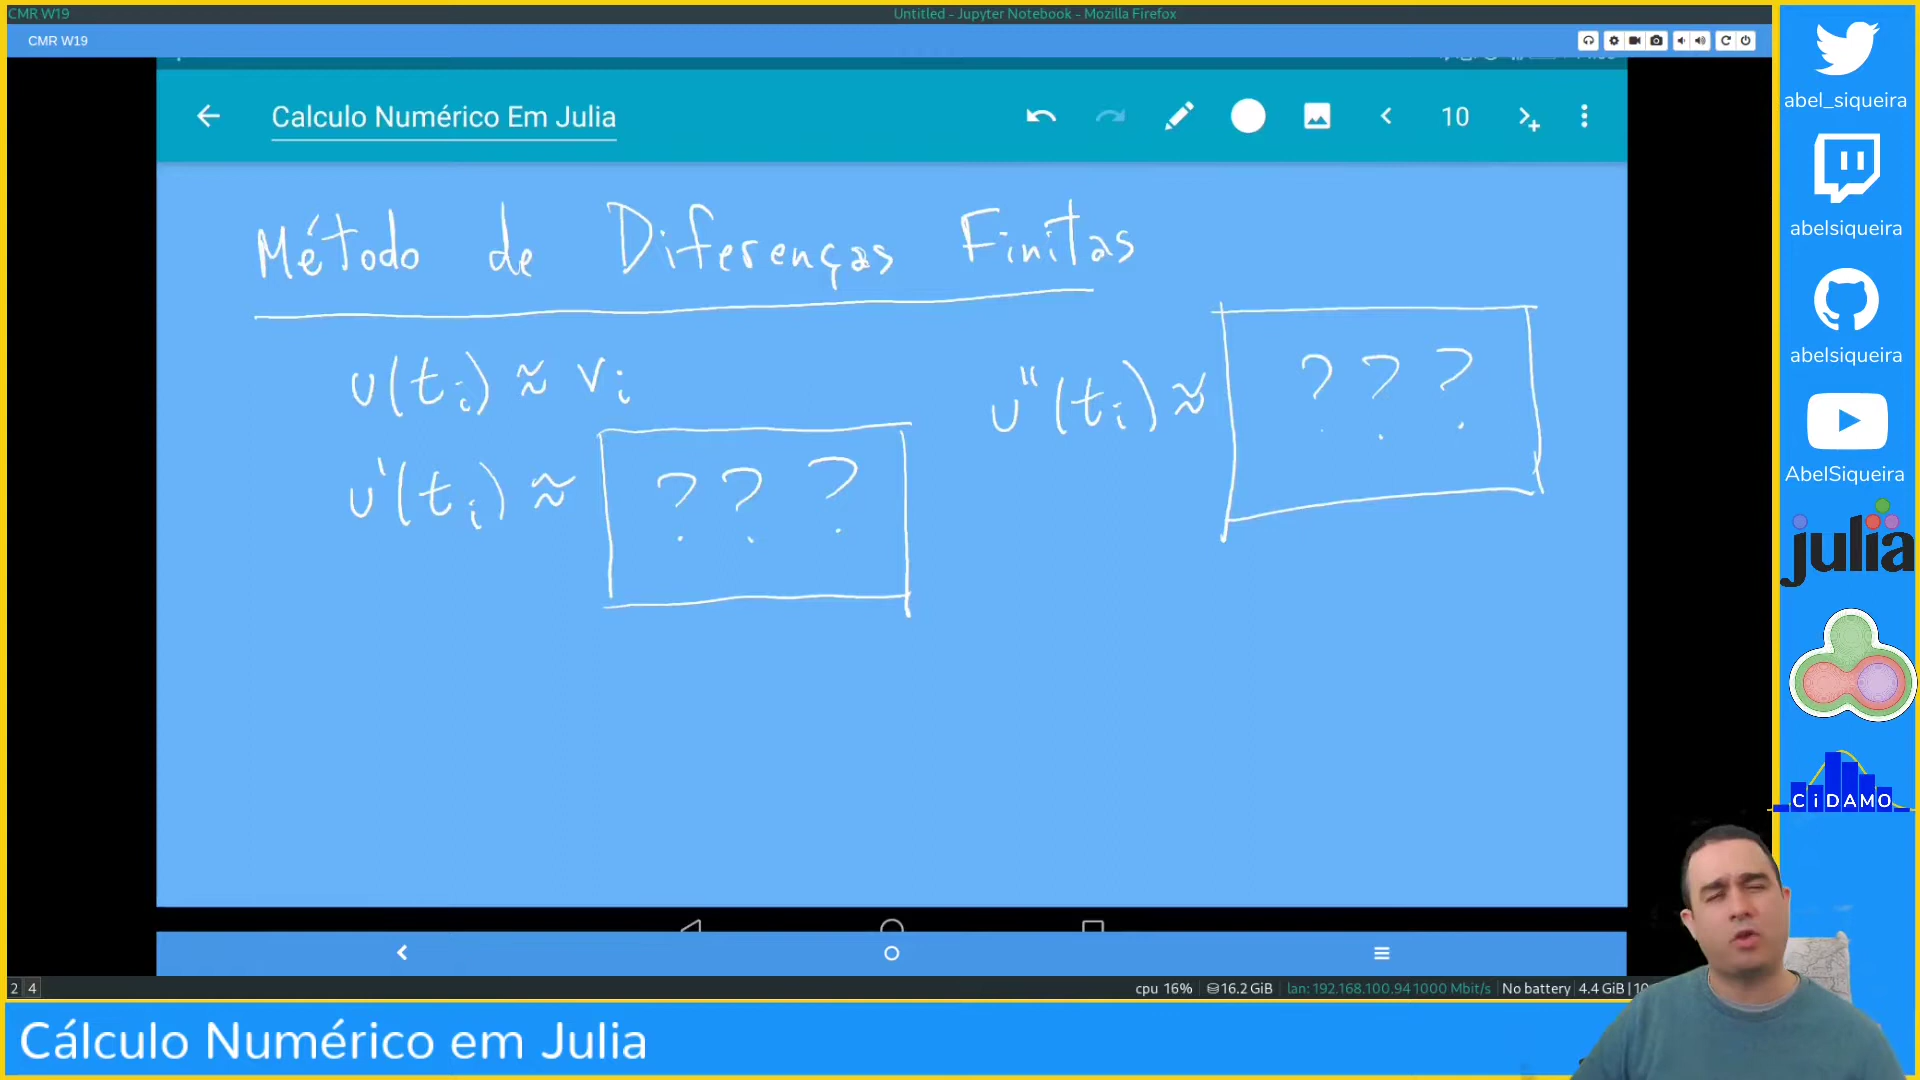 CMR W19
Untitled - Jupyter Notebook - Mozilla Firefox
CMR W19
Calculo Numérico Em Julia
10
Método de Diferenças Finitas
u(tᵢ) ≈ vᵢ
u''(tᵢ) ≈ ???
u'(tᵢ) ≈ ???
2 4
cpu 16% 16.2 GiB lan: 192.168.100.94 1000 Mbit/s No battery 4.4 GiB|10
Cálculo Numérico em Julia
abel_siqueira
abelsiqueira
abelsiqueira
AbelSiqueira
julia
CiDAMO